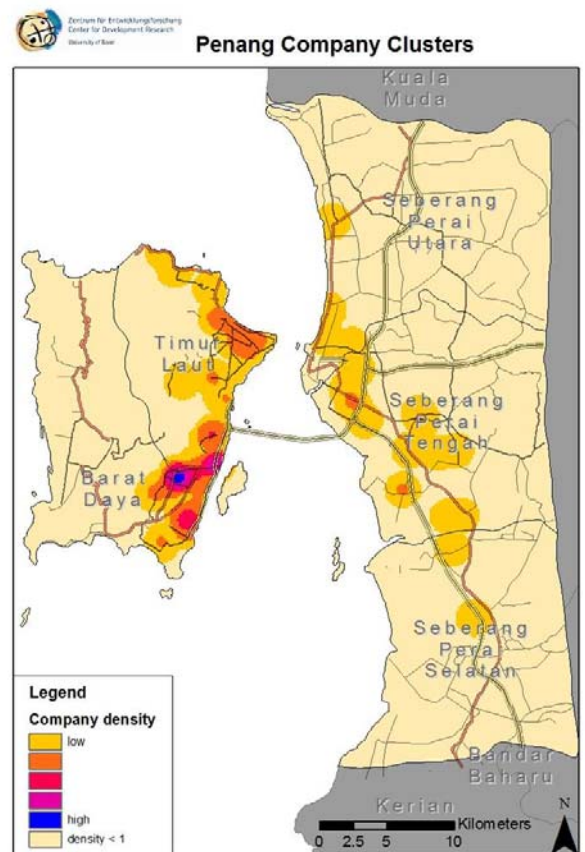 Zentrum für Entwicklungsforschung
Center for Development Research
University of Bonn
Penang Company Clusters
Kuala
Muda
Seberang
Perai
Utara
Timur
Laut
Seberang
Perai
Tengah
Barat
Daya
Seberang
Pera
Selatan
Legend
Company density
low
high
density < 1
Bandar
Baharu
Kerian
N
Kilometers
0 2.5 5 10